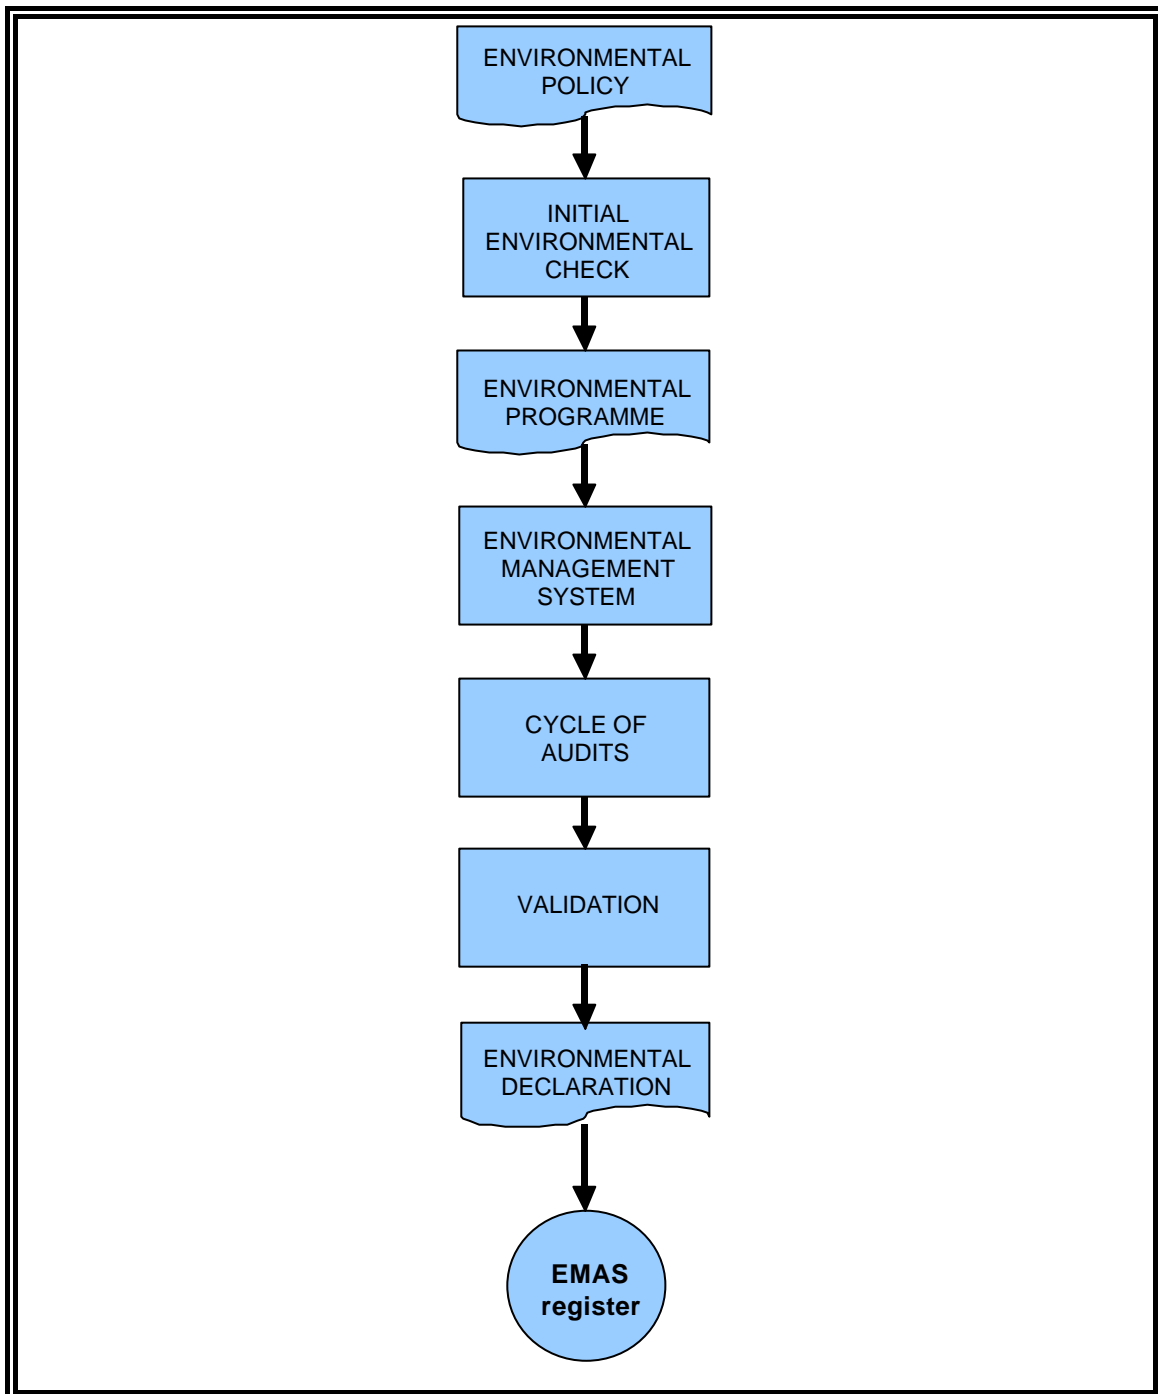 ENVIRONMENTAL
POLICY
INITIAL
ENVIRONMENTAL
CHECK
ENVIRONMENTAL
PROGRAMME
ENVIRONMENTAL
MANAGEMENT
SYSTEM
CYCLE OF
AUDITS
VALIDATION
ENVIRONMENTAL
DECLARATION
EMAS
register